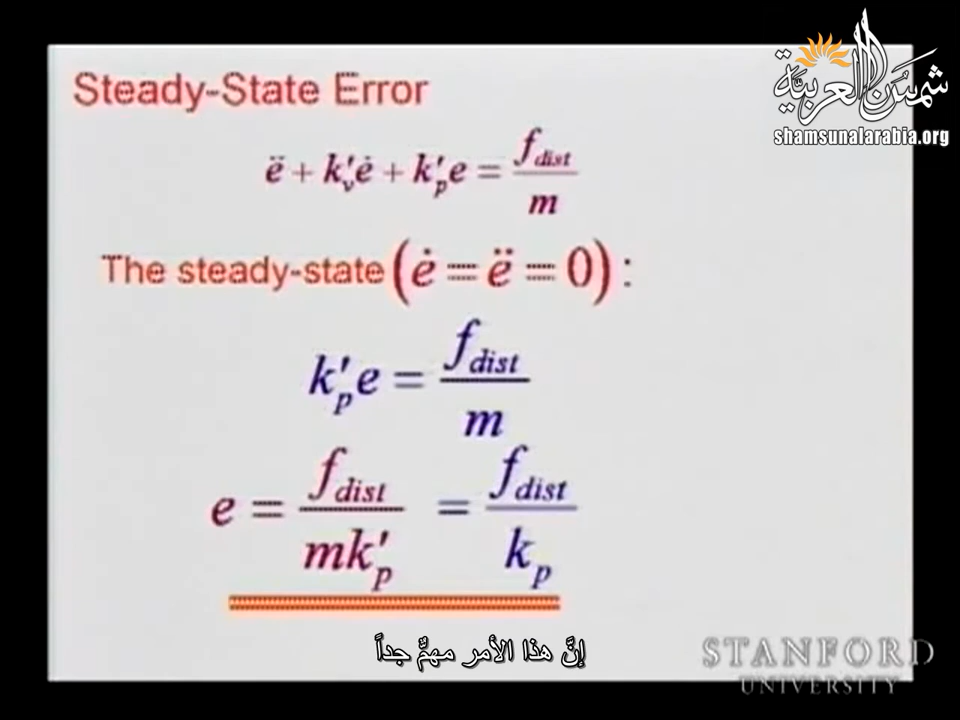 شمس العربية
shamsunalarabia.org
Steady-State Error
ë + k′ᵥė + k′ₚe = f_dist / m
The steady-state (ė = ë = 0) :
k′ₚe = f_dist / m
e = f_dist / mk′ₚ = f_dist / kₚ
إنَّ هذا الأمر مهمٌّ جداً
STANFORD
UNIVERSITY